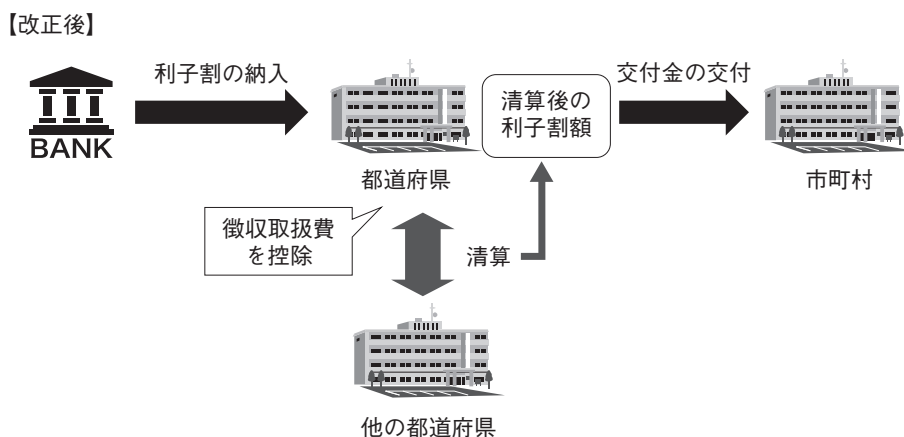 【改正後】
利子割の納入
清算後の
利子割額
交付金の交付
BANK
都道府県
市町村
徴収取扱費
を控除
清算
他の都道府県